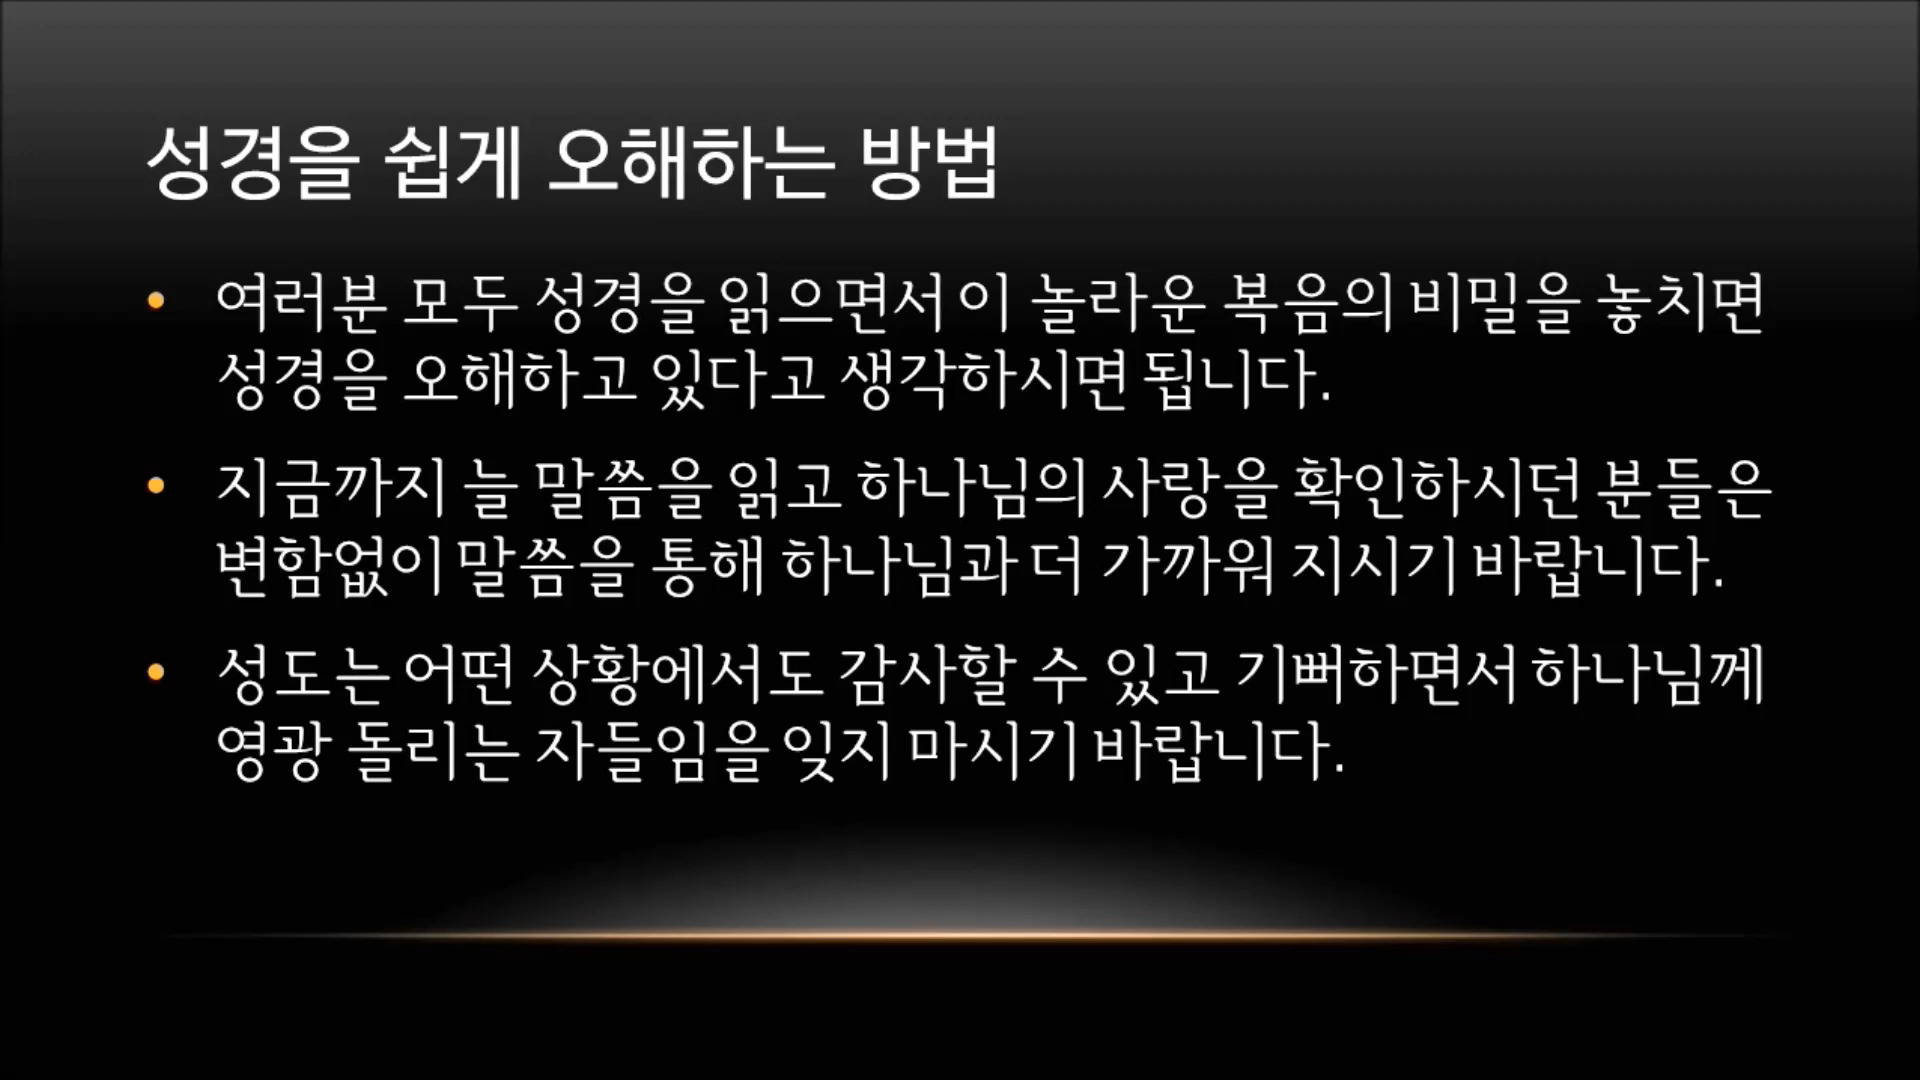 성경을 쉽게 오해하는 방법
• 여러분 모두 성경을 읽으면서 이 놀라운 복음의 비밀을 놓치면
성경을 오해하고 있다고 생각하시면 됩니다.
• 지금까지 늘 말씀을 읽고 하나님의 사랑을 확인하시던 분들은
변함없이 말씀을 통해 하나님과 더 가까워 지시기 바랍니다.
• 성도는 어떤 상황에서도 감사할 수 있고 기뻐하면서 하나님께
영광 돌리는 자들임을 잊지 마시기 바랍니다.